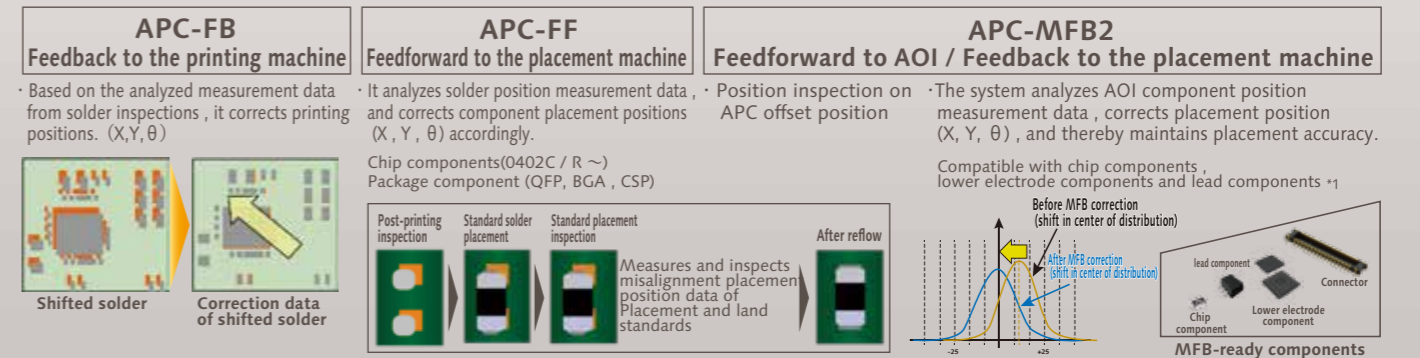 APC-FB
Feedback to the printing machine
· Based on the analyzed measurement data
from solder inspections , it corrects printing
positions. (X,Y,θ)
Shifted solder
Correction data
of shifted solder
APC-FF
Feedforward to the placement machine
· It analyzes solder position measurement data ,
and corrects component placement positions
(X , Y , θ) accordingly.
Chip components(0402C / R ～)
Package component (QFP, BGA , CSP)
Post-printing
inspection
Standard solder
placement
Standard placement
inspection
Measures and inspects
misalignment placement
position data of
Placement and land
standards
After reflow
APC-MFB2
Feedforward to AOI / Feedback to the placement machine
· Position inspection on
APC offset position
·The system analyzes AOI component position
measurement data , corrects placement position
(X, Y, θ) , and thereby maintains placement accuracy.
Compatible with chip components ,
lower electrode components and lead components *1
Before MFB correction
(shift in center of distribution)
After MFB correction
(shift in center of distribution)
-25
+25
lead component
Connector
Chip
component
Lower electrode
component
MFB-ready components